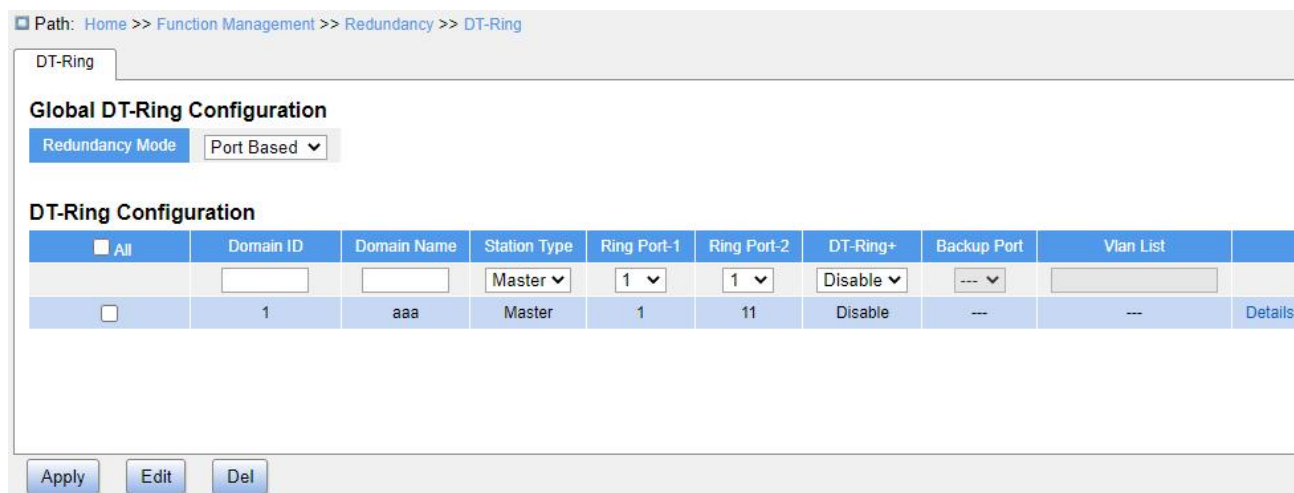 Path: Home >> Function Management >> Redundancy >> DT-Ring
DT-Ring
Global DT-Ring Configuration
Redundancy Mode Port Based
DT-Ring Configuration
All Domain ID Domain Name Station Type Ring Port-1 Ring Port-2 DT-Ring+ Backup Port Vlan List
Master 1 1 Disable ---
1 aaa Master 1 11 Disable --- --- Details
Apply Edit Del